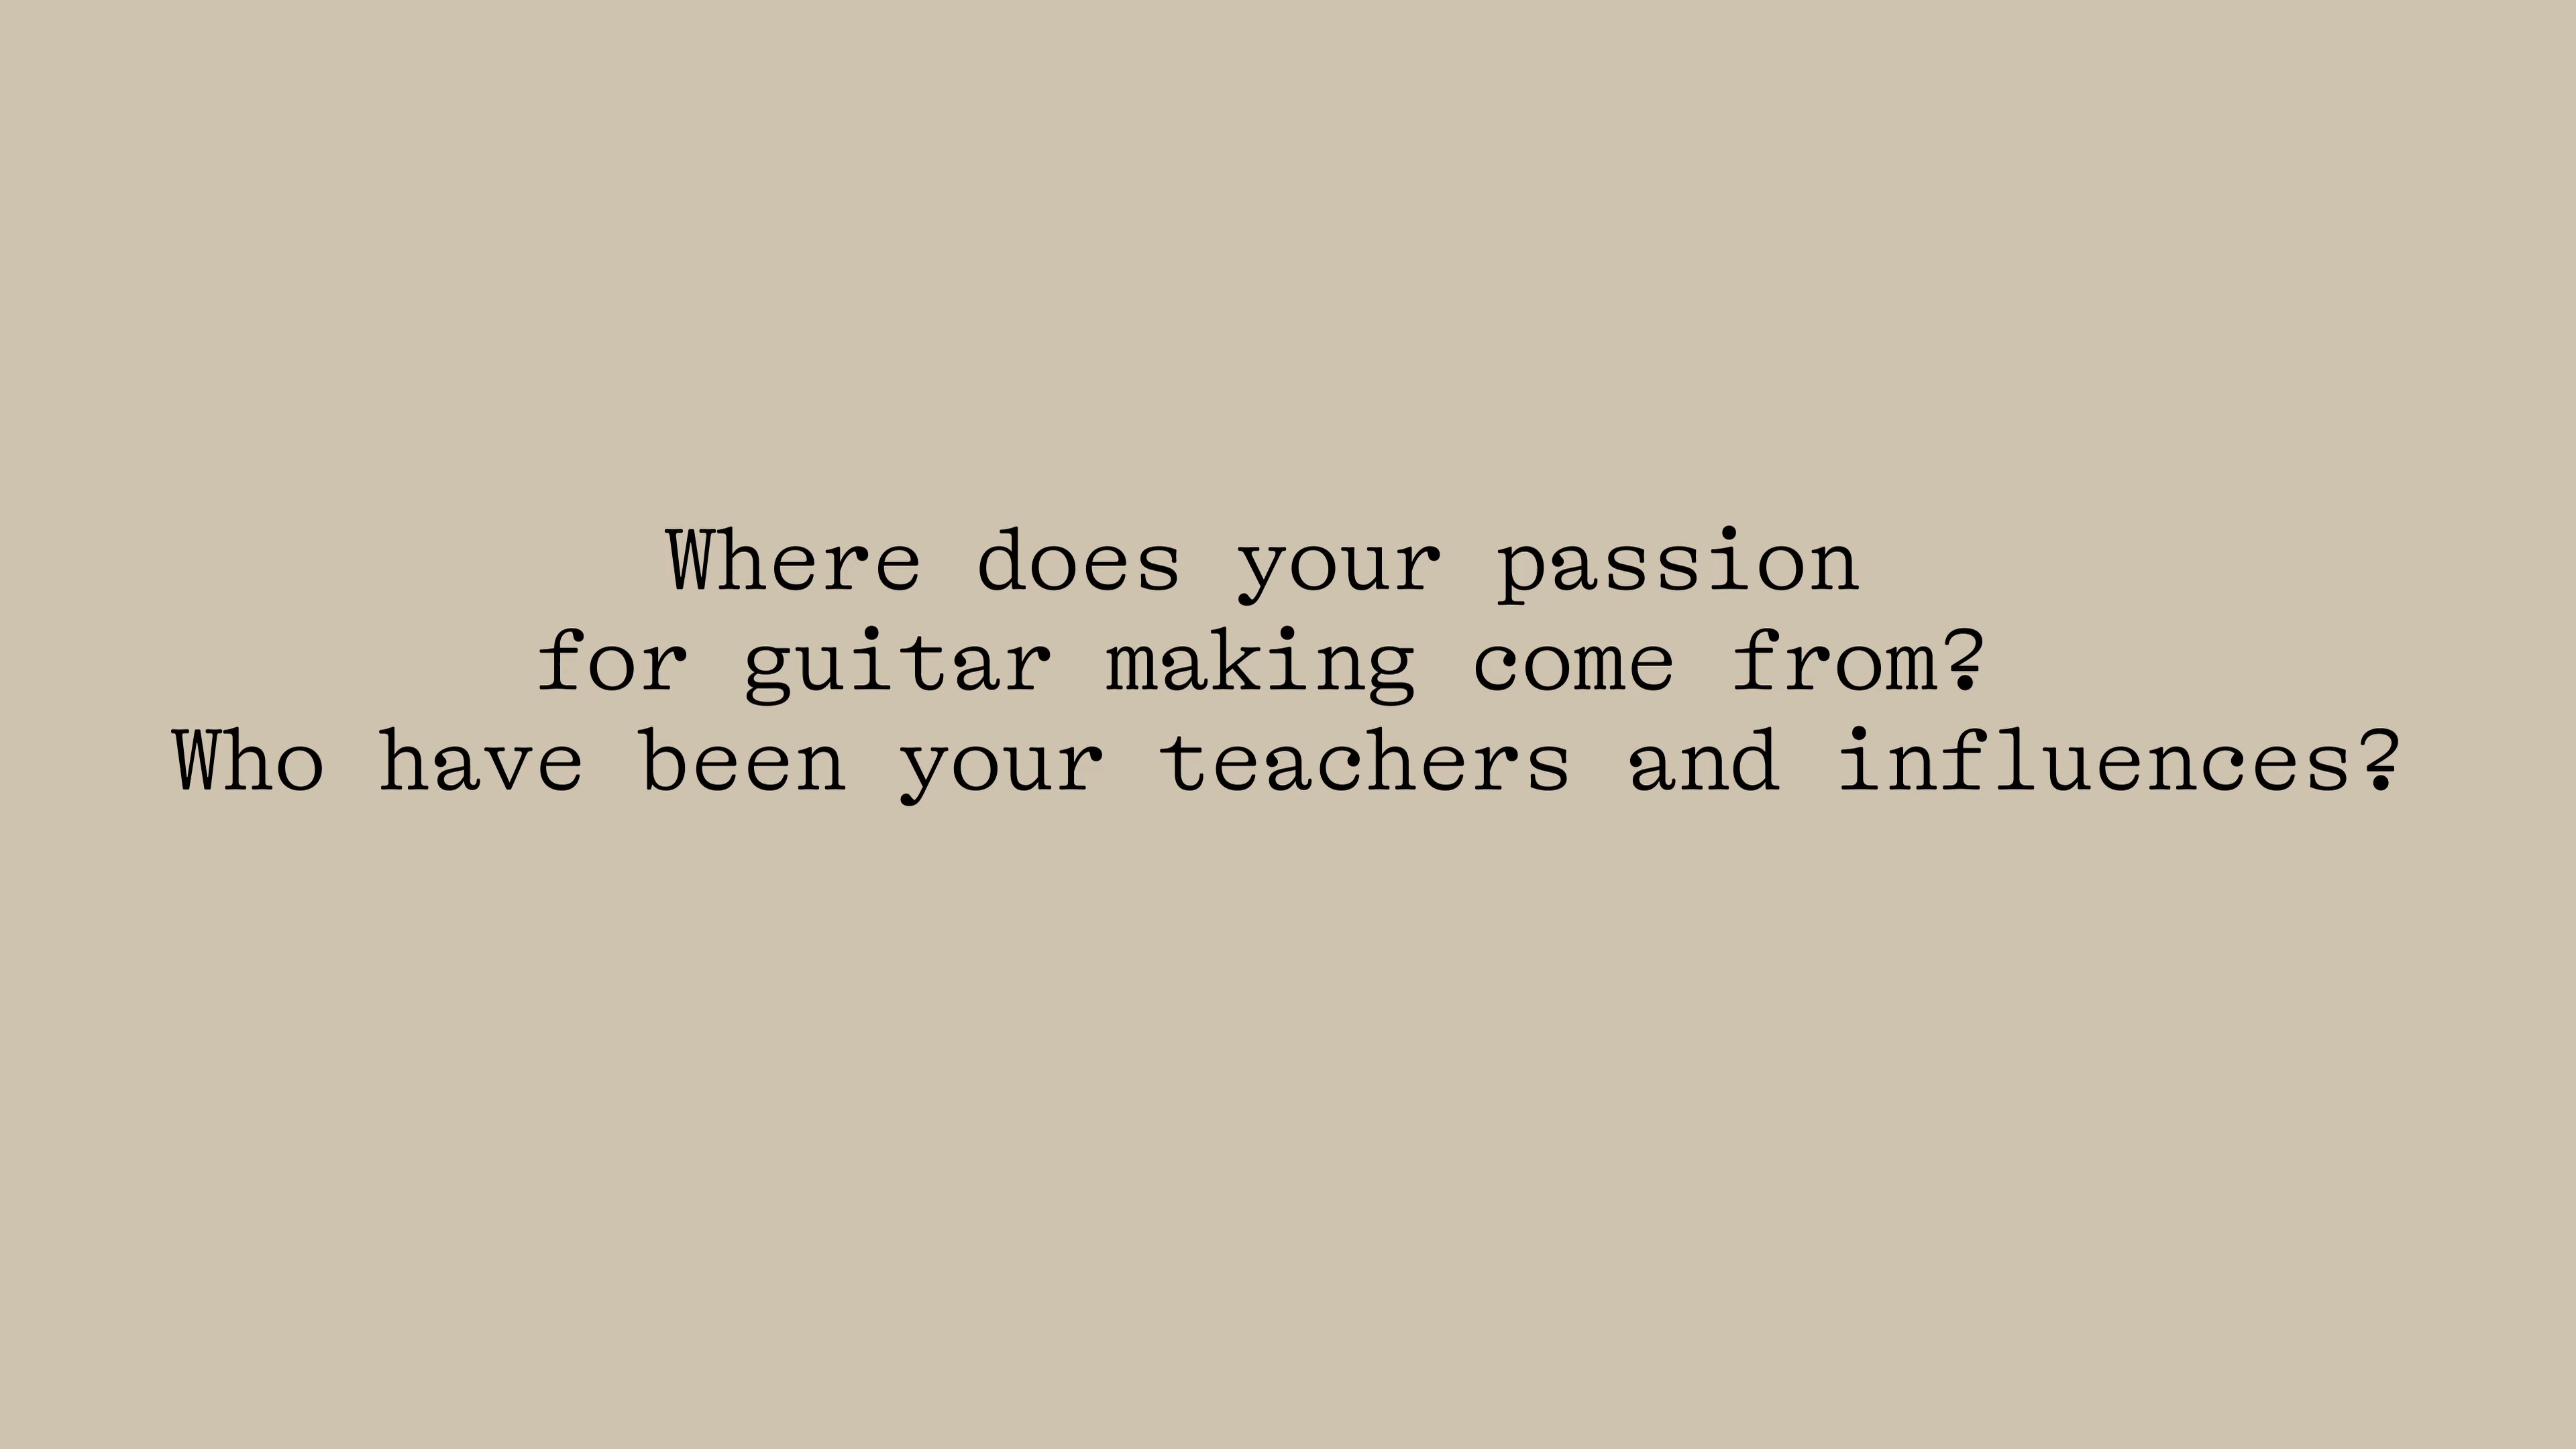 Where does your passion
for guitar making come from?
Who have been your teachers and influences?